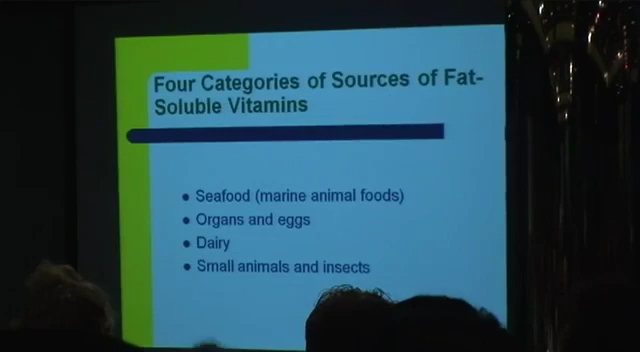 Four Categories of Sources of Fat-
Soluble Vitamins
● Seafood (marine animal foods)
● Organs and eggs
● Dairy
● Small animals and insects